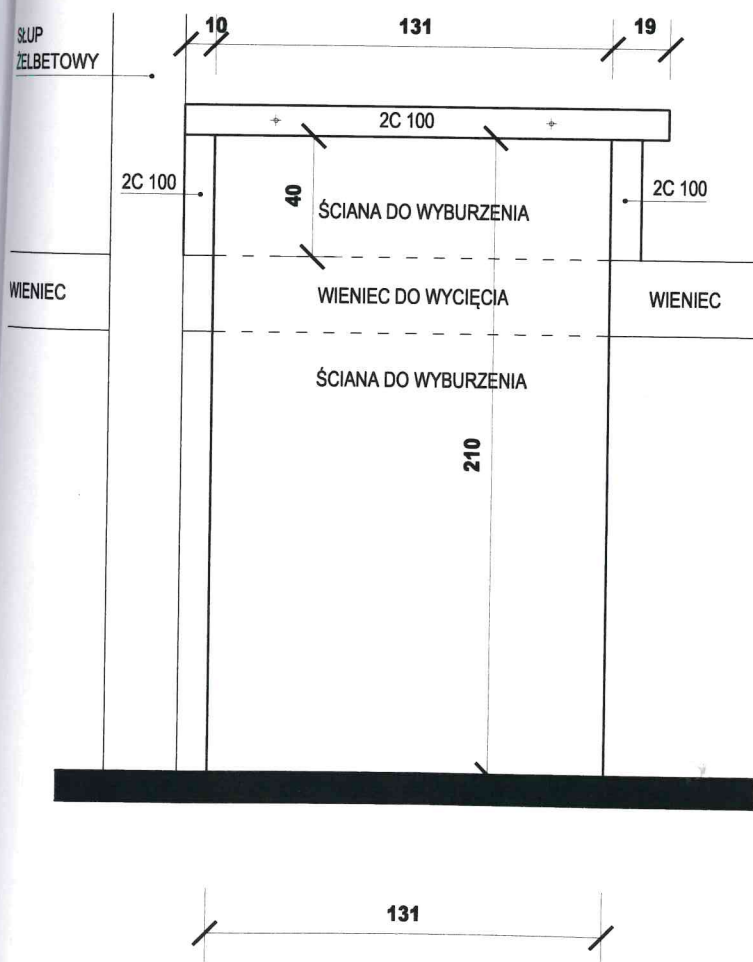 SŁUP
ŻELBETOWY
10
131
19
2C 100
2C 100
2C 100
40
ŚCIANA DO WYBURZENIA
WIENIEC
WIENIEC DO WYCIĘCIA
WIENIEC
ŚCIANA DO WYBURZENIA
210
131